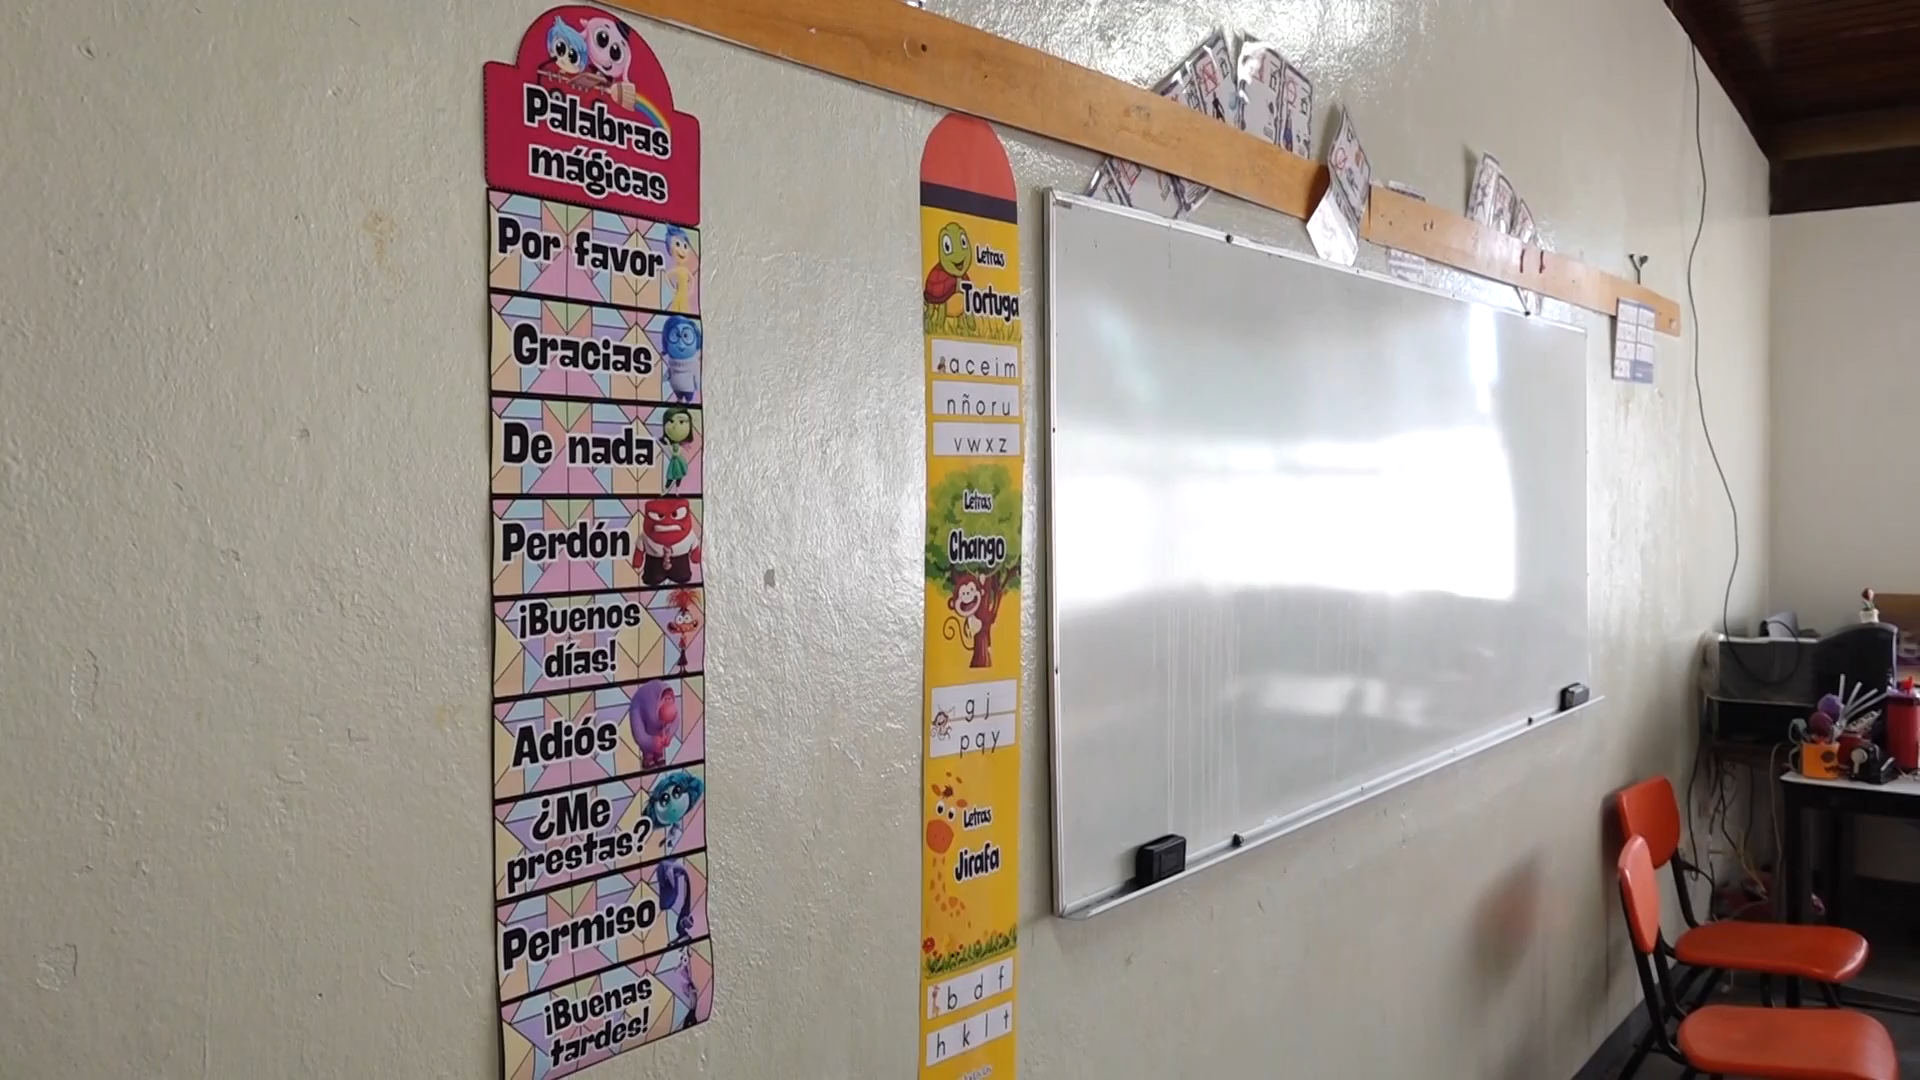 Palabras
mágicas
Por favor
Gracias
De nada
Perdón
¡Buenos
días!
Adiós
¿Me
prestas?
Permiso
¡Buenas
tardes!
Letras
Tortuga
a c e i m
n ñ o r u
v w x z
Letras
Chango
g j
p q y
Letras
Jirafa
b d f
h k l t